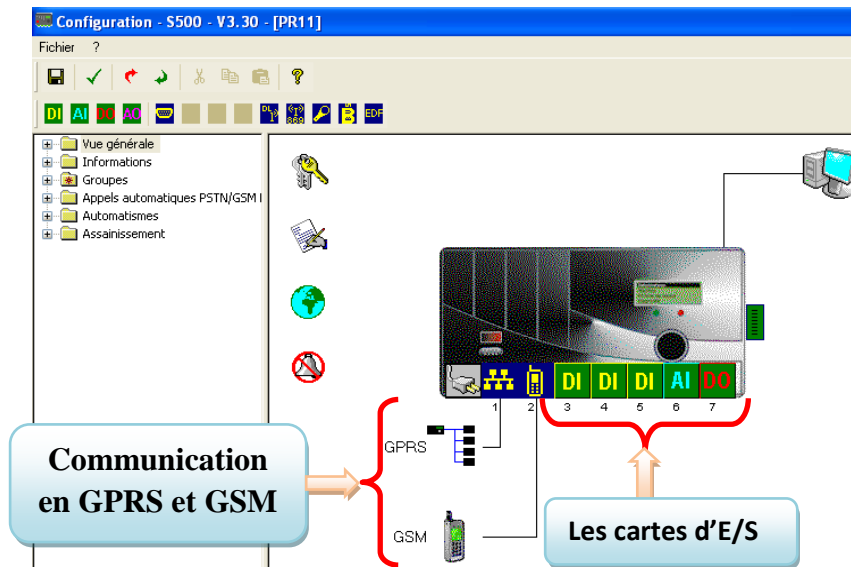 Configuration - S500 - V3.30 - [PR11]
Fichier ?
DI AI DO AO EDF
Vue générale
Informations
Groupes
Appels automatiques PSTN/GSM
Automatismes
Assainissement
DI DI DI AI DO
1 2 3 4 5 6 7
GPRS
Communication
en GPRS et GSM
GSM
Les cartes d'E/S